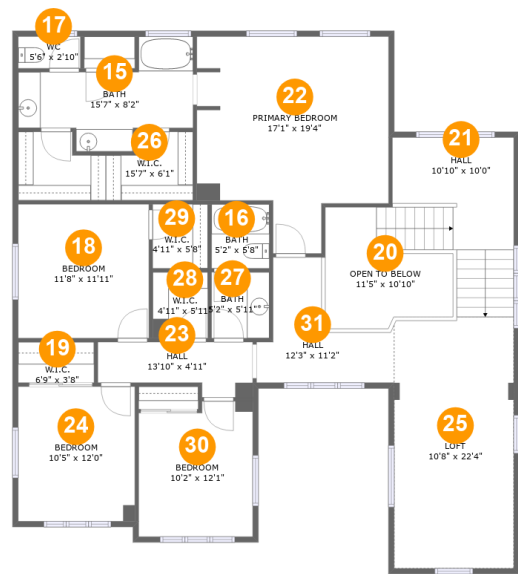 17
WC
5'6" x 2'10"
15
BATH
15'7" x 8'2"
22
PRIMARY BEDROOM
17'1" x 19'4"
26
W.I.C.
15'7" x 6'1"
21
HALL
10'10" x 10'0"
18
BEDROOM
11'8" x 11'11"
29
W.I.C.
4'11" x 5'8"
16
BATH
5'2" x 5'8"
20
OPEN TO BELOW
11'5" x 10'10"
28
W.I.C.
4'11" x 5'11"
27
BATH
5'2" x 5'11"
23
HALL
13'10" x 4'11"
31
HALL
12'3" x 11'2"
19
W.I.C.
6'9" x 3'8"
24
BEDROOM
10'5" x 12'0"
30
BEDROOM
10'2" x 12'1"
25
LOFT
10'8" x 22'4"